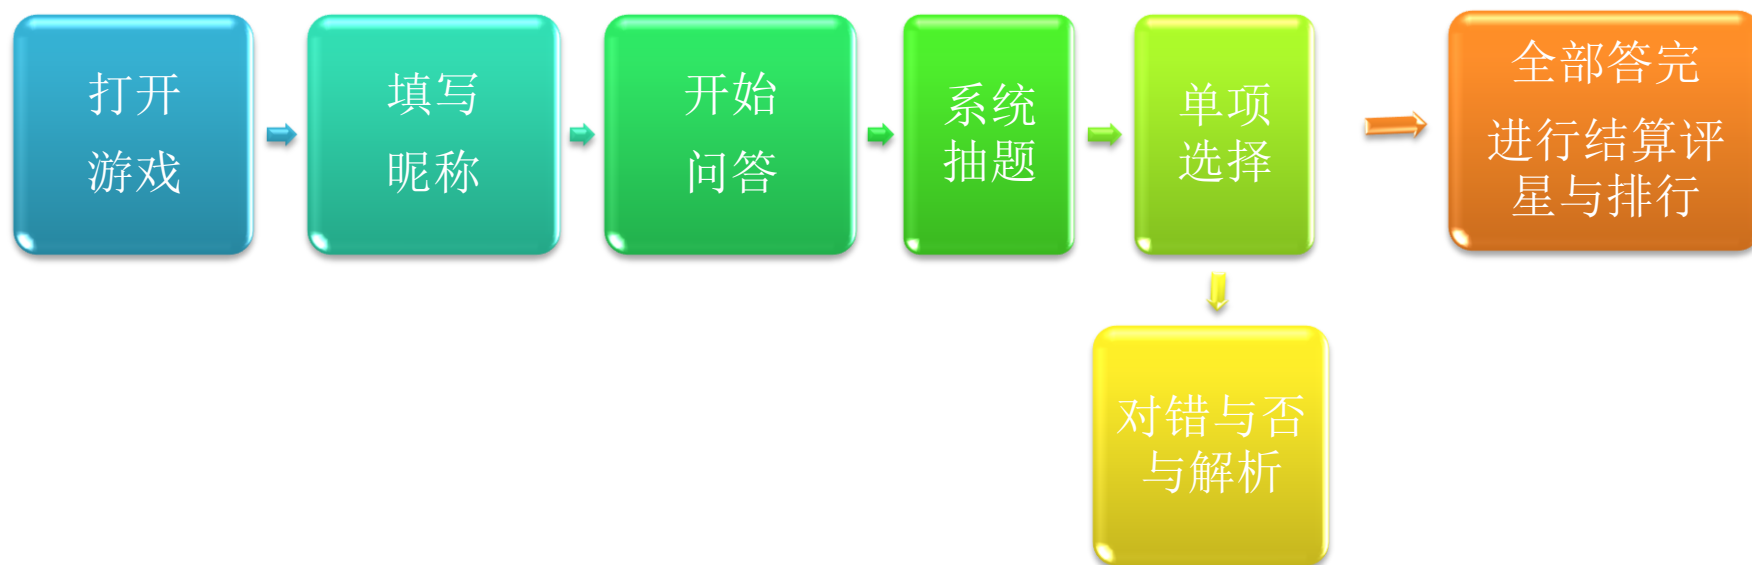 打开
游戏
填写
昵称
开始
问答
系统
抽题
单项
选择
全部答完
进行结算评
星与排行
对错与否
与解析